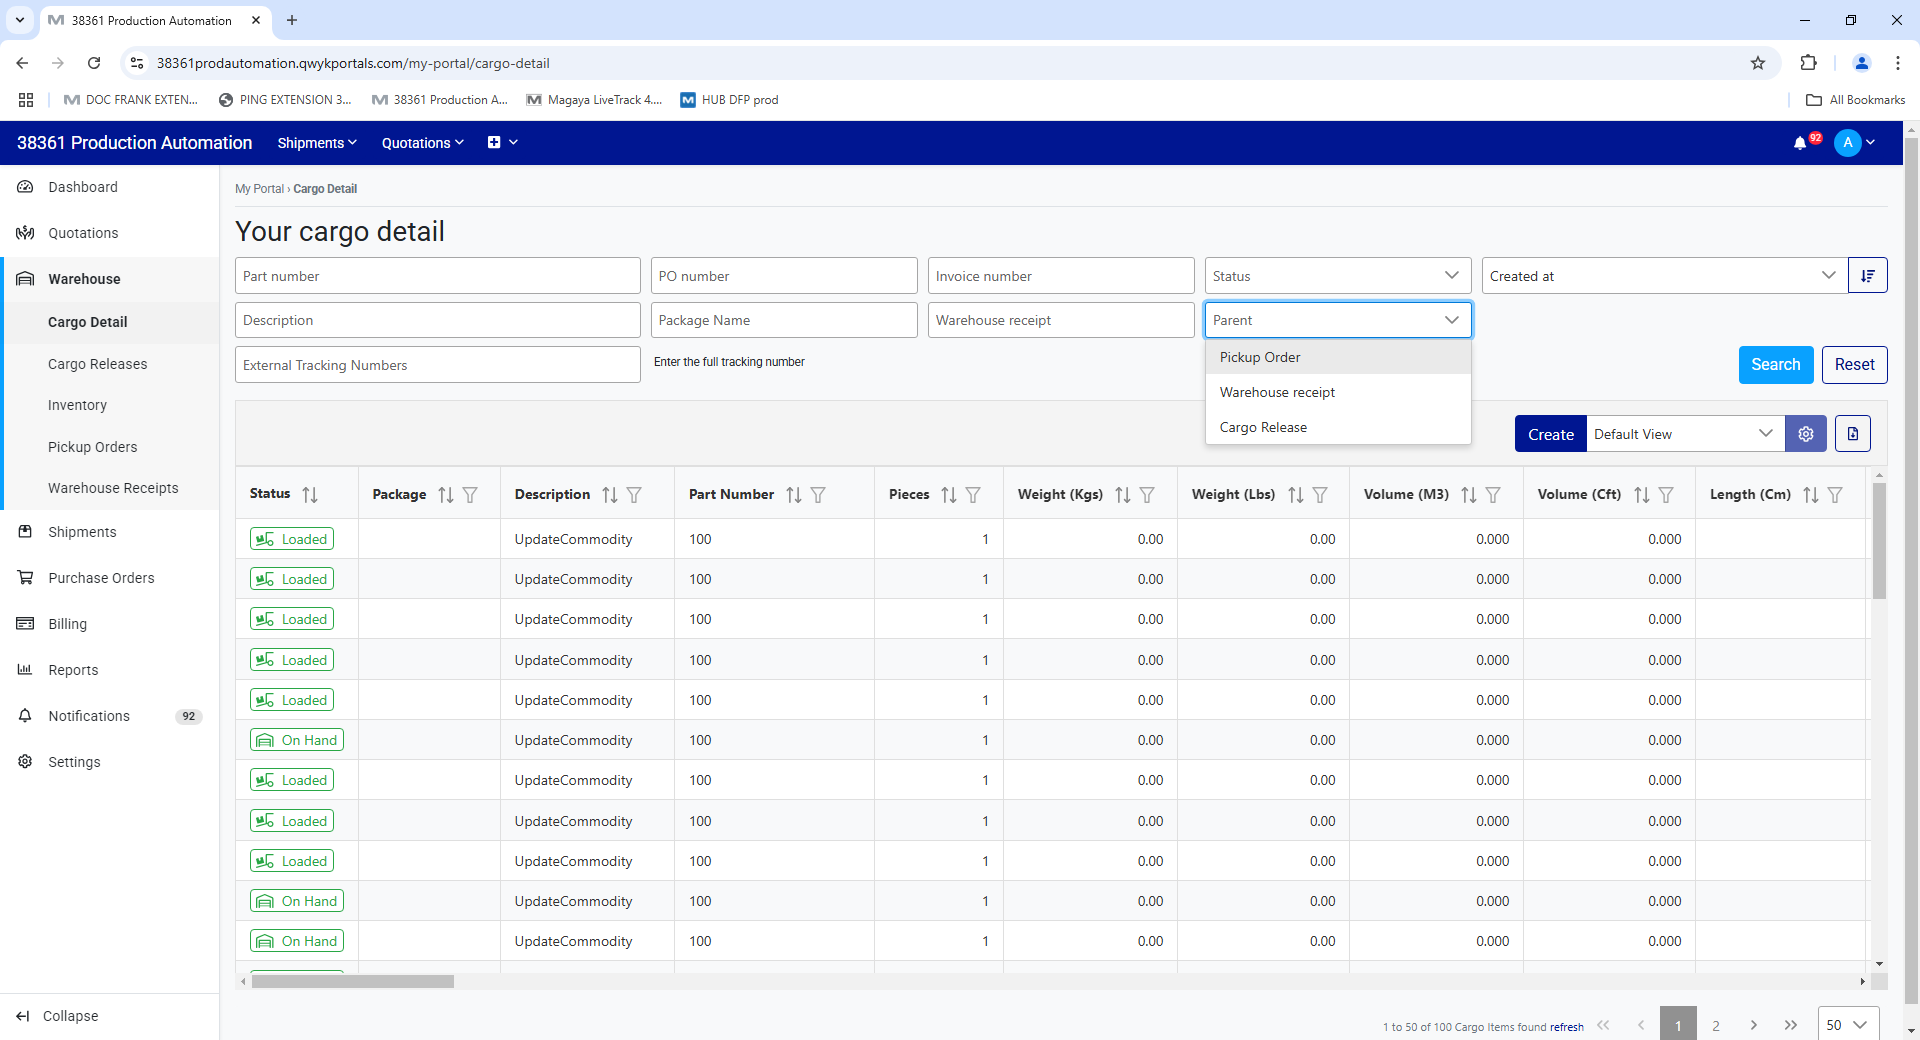 38361 Production Automation
38361prodautomation.qwykportals.com/my-portal/cargo-detail
DOC FRANK EXTEN...
PING EXTENSION 3...
38361 Production A...
Magaya LiveTrack 4....
HUB DFP prod
All Bookmarks
38361 Production Automation
Shipments
Quotations
92
A
Dashboard
Quotations
Warehouse
Cargo Detail
Cargo Releases
Inventory
Pickup Orders
Warehouse Receipts
Shipments
Purchase Orders
Billing
Reports
Notifications 92
Settings
Collapse
My Portal › Cargo Detail
Your cargo detail
Part number PO number Invoice number Status Created at
Description Package Name Warehouse receipt Parent
External Tracking Numbers Enter the full tracking number
Pickup Order
Warehouse receipt
Cargo Release
Search Reset
Create Default View
Status Package Description Part Number Pieces Weight (Kgs) Weight (Lbs) Volume (M3) Volume (Cft) Length (Cm)
Loaded UpdateCommodity 100 1 0.00 0.00 0.000 0.000
Loaded UpdateCommodity 100 1 0.00 0.00 0.000 0.000
Loaded UpdateCommodity 100 1 0.00 0.00 0.000 0.000
Loaded UpdateCommodity 100 1 0.00 0.00 0.000 0.000
Loaded UpdateCommodity 100 1 0.00 0.00 0.000 0.000
On Hand UpdateCommodity 100 1 0.00 0.00 0.000 0.000
Loaded UpdateCommodity 100 1 0.00 0.00 0.000 0.000
Loaded UpdateCommodity 100 1 0.00 0.00 0.000 0.000
Loaded UpdateCommodity 100 1 0.00 0.00 0.000 0.000
On Hand UpdateCommodity 100 1 0.00 0.00 0.000 0.000
On Hand UpdateCommodity 100 1 0.00 0.00 0.000 0.000
1 to 50 of 100 Cargo Items found refresh 1 2 50